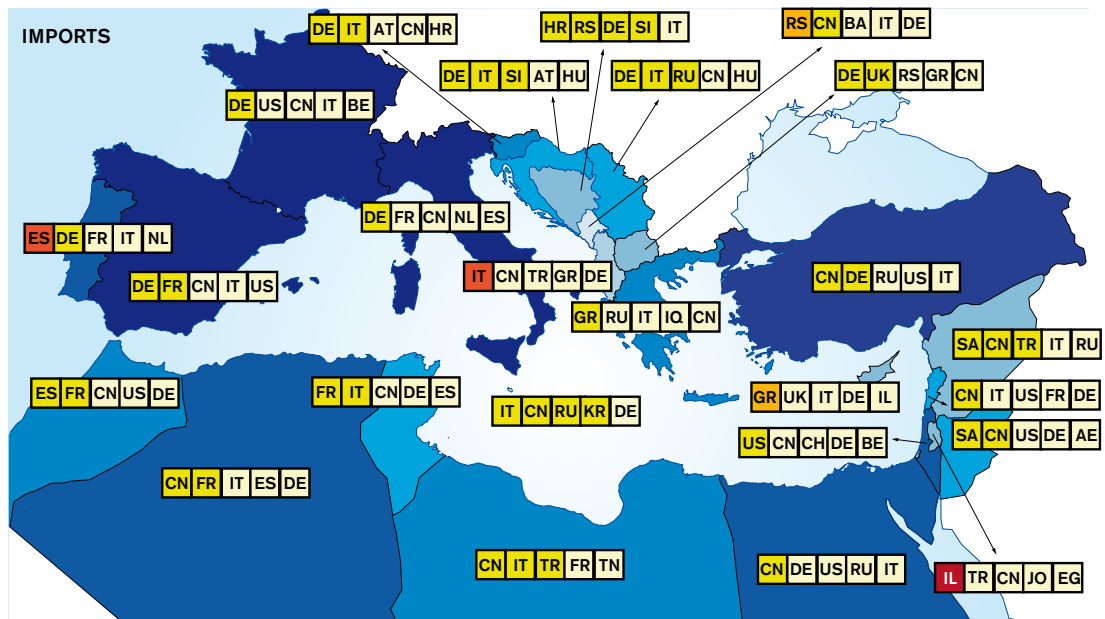 IMPORTS
DE IT AT CN HR
HR RS DE SI IT
RS CN BA IT DE
DE IT SI AT HU
DE IT RU CN HU
DE UK RS GR CN
DE US CN IT BE
DE FR CN NL ES
ES DE FR IT NL
DE FR CN IT US
IT CN TR GR DE
CN DE RU US IT
GR RU IT IQ CN
SA CN TR IT RU
ES FR CN US DE
FR IT CN DE ES
IT CN RU KR DE
GR UK IT DE IL
CN IT US FR DE
US CN CH DE BE
SA CN US DE AE
CN FR IT ES DE
CN IT TR FR TN
CN DE US RU IT
IL TR CN JO EG